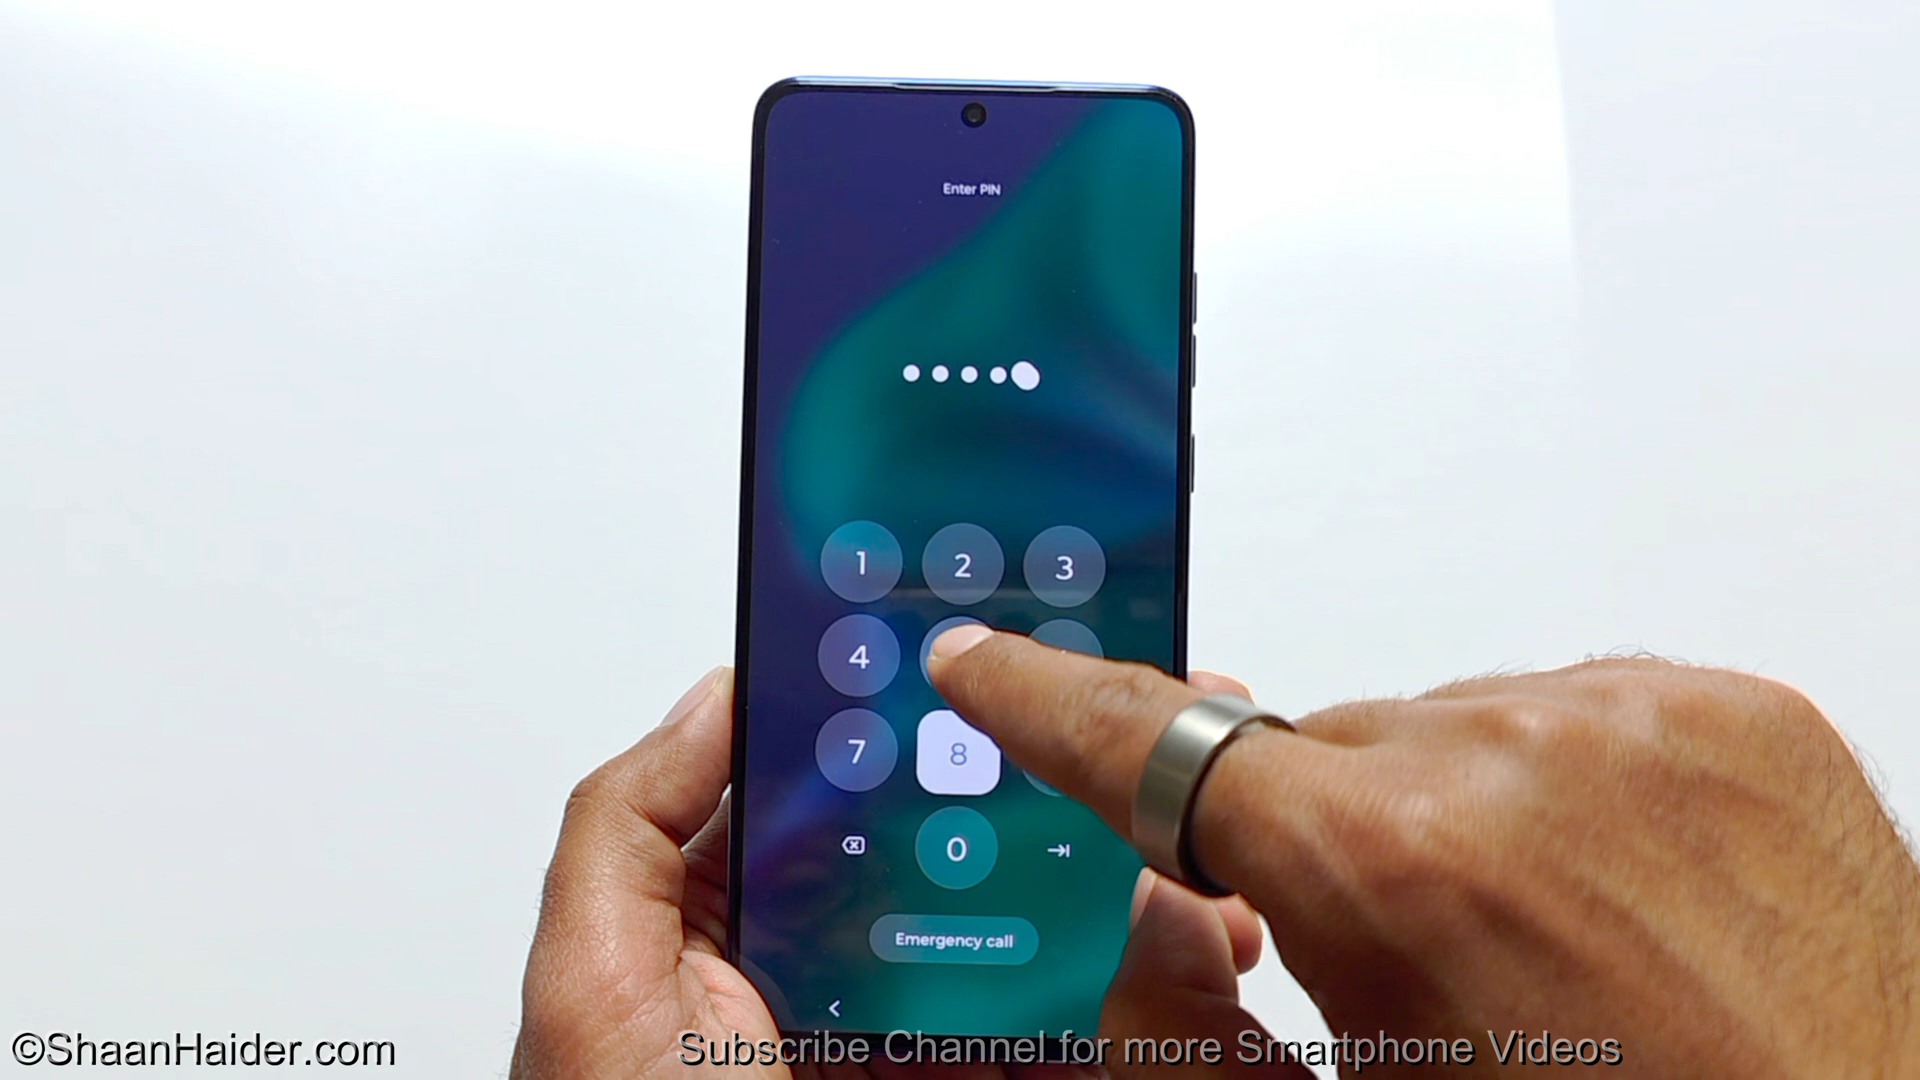 Enter PIN
1 2 3
4
7 8
0
Emergency call
©ShaanHaider.com
Subscribe Channel for more Smartphone Videos